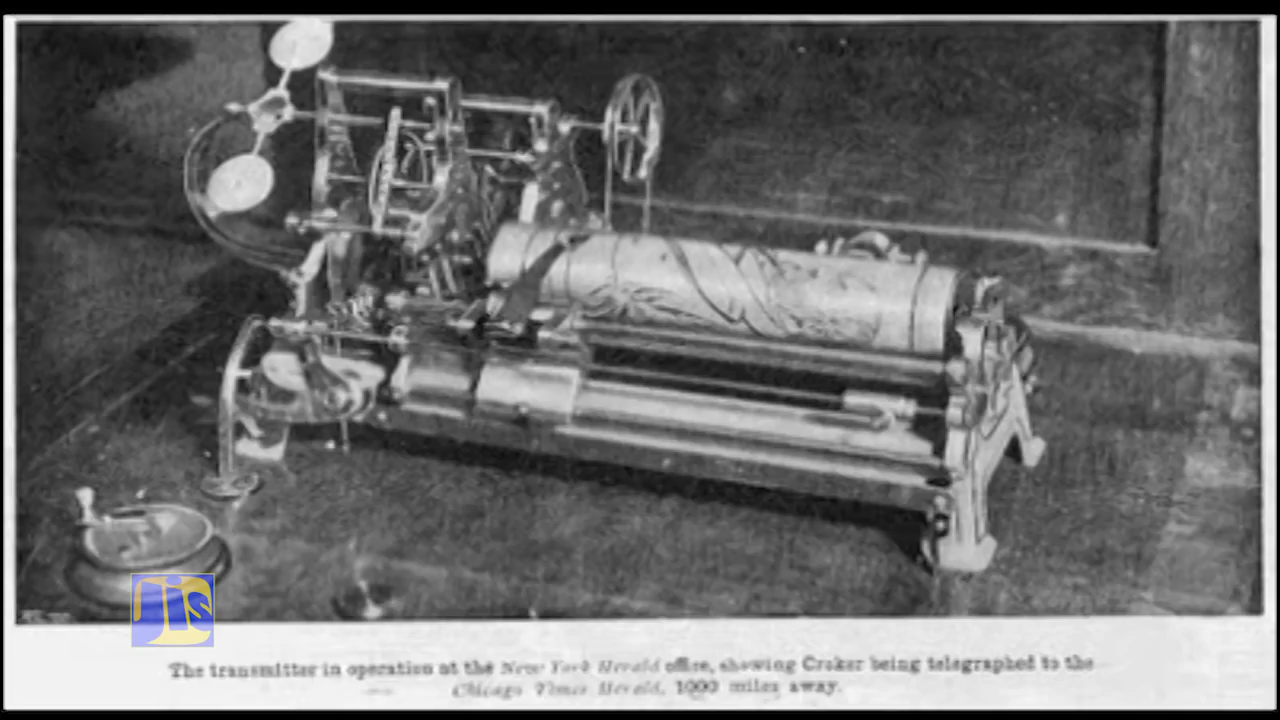 JIS
The transmitter in operation at the New York Herald office, showing Croker being telegraphed to the
Chicago Times Herald, 1000 miles away.